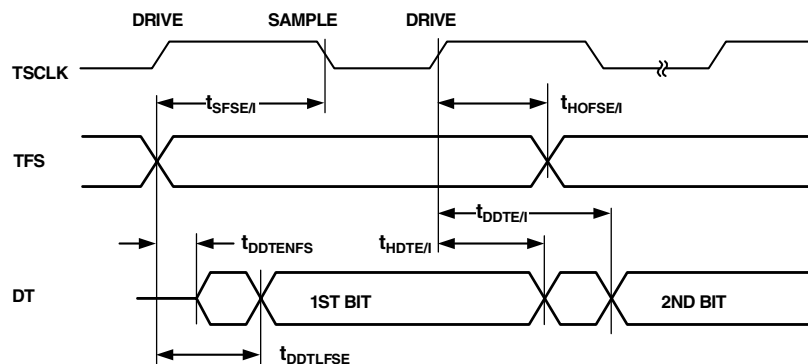 DRIVE SAMPLE DRIVE
TSCLK
tSFSE/I tHOFSE/I
TFS
tDDTE/I
tDDTENFS tHDTE/I
DT 1ST BIT 2ND BIT
tDDTLFSE